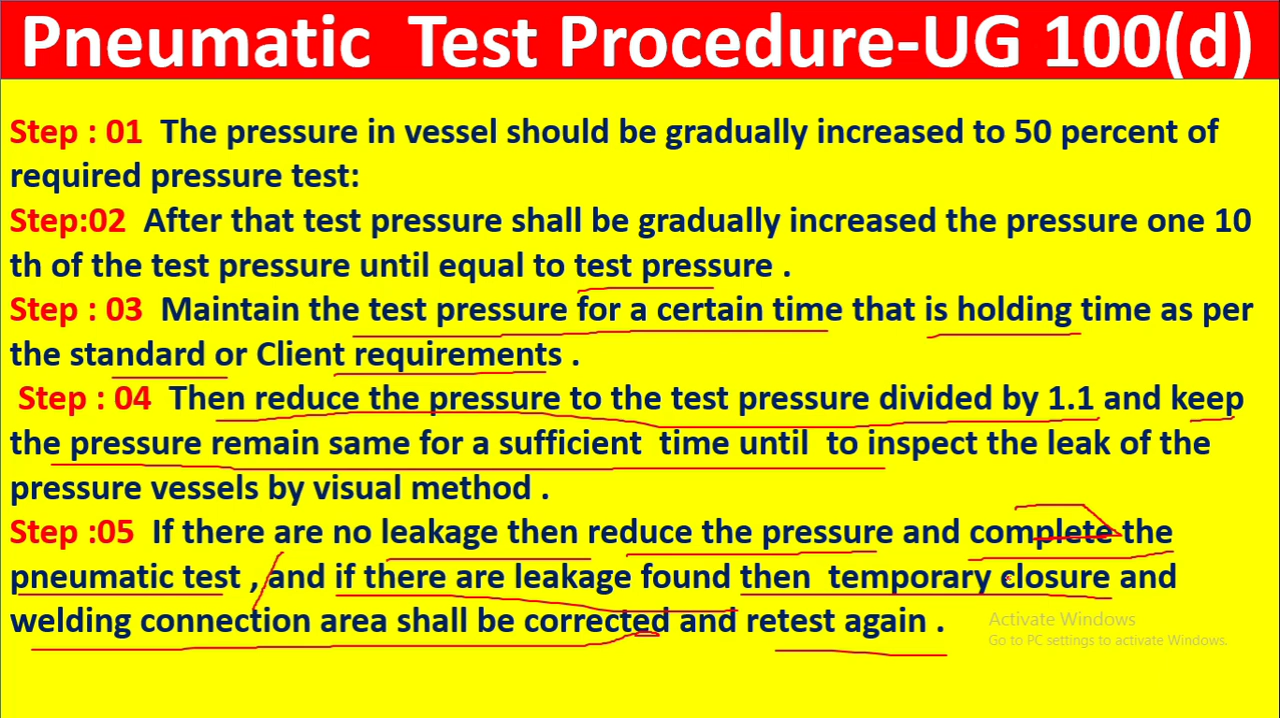 Pneumatic Test Procedure-UG 100(d)
Step : 01 The pressure in vessel should be gradually increased to 50 percent of
required pressure test:
Step:02 After that test pressure shall be gradually increased the pressure one 10
th of the test pressure until equal to test pressure .
Step : 03 Maintain the test pressure for a certain time that is holding time as per
the standard or Client requirements .
Step : 04 Then reduce the pressure to the test pressure divided by 1.1 and keep
the pressure remain same for a sufficient time until to inspect the leak of the
pressure vessels by visual method .
Step :05 If there are no leakage then reduce the pressure and complete the
pneumatic test , and if there are leakage found then temporary closure and
welding connection area shall be corrected and retest again .
Activate Windows
Go to PC settings to activate Windows.